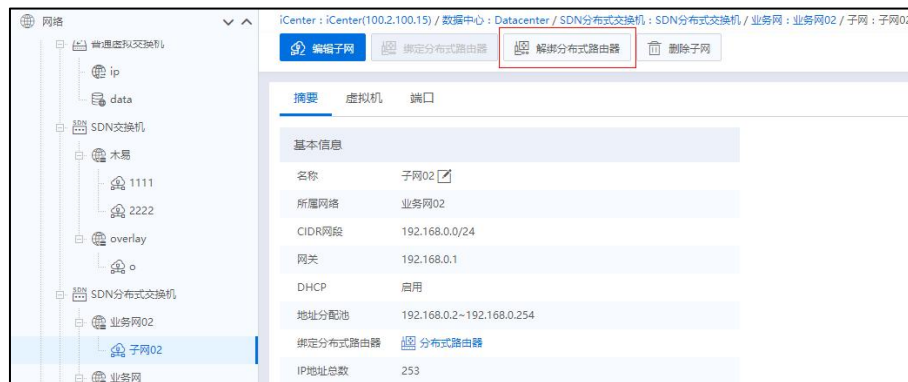 网络
iCenter : iCenter(100.2.100.15) / 数据中心 : Datacenter / SDN分布式交换机 : SDN分布式交换机 / 业务网 : 业务网02 / 子网 : 子网02
普通虚拟交换机
编辑子网 绑定分布式路由器 解绑分布式路由器 删除子网
ip
data
摘要 虚拟机 端口
SDN交换机
基本信息
木易
名称 子网02
1111
所属网络 业务网02
2222
CIDR网段 192.168.0.0/24
overlay
网关 192.168.0.1
o
DHCP 启用
SDN分布式交换机
地址分配池 192.168.0.2~192.168.0.254
业务网02
绑定分布式路由器 分布式路由器
子网02
IP地址总数 253
业务网